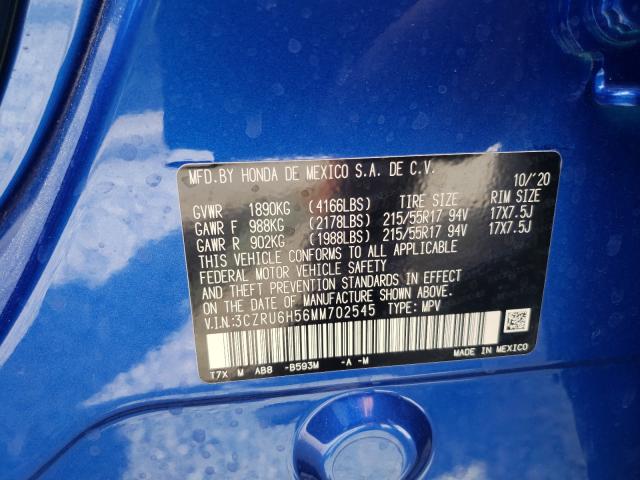 MFD.BY HONDA DE MEXICO S.A. DE C.V.
10/'20
GVWR 1890KG (4166LBS) TIRE SIZE RIM SIZE
GAWR F 988KG (2178LBS) 215/55R17 94V 17X7.5J
GAWR R 902KG (1988LBS) 215/55R17 94V 17X7.5J
THIS VEHICLE CONFORMS TO ALL APPLICABLE
FEDERAL MOTOR VEHICLE SAFETY
AND THEFT PREVENTION STANDARDS IN EFFECT
ON THE DATE OF MANUFACTURE SHOWN ABOVE.
V.I.N:3CZRU6H56MM702545 TYPE: MPV
T7X M AB8 -B593M -A -M MADE IN MEXICO